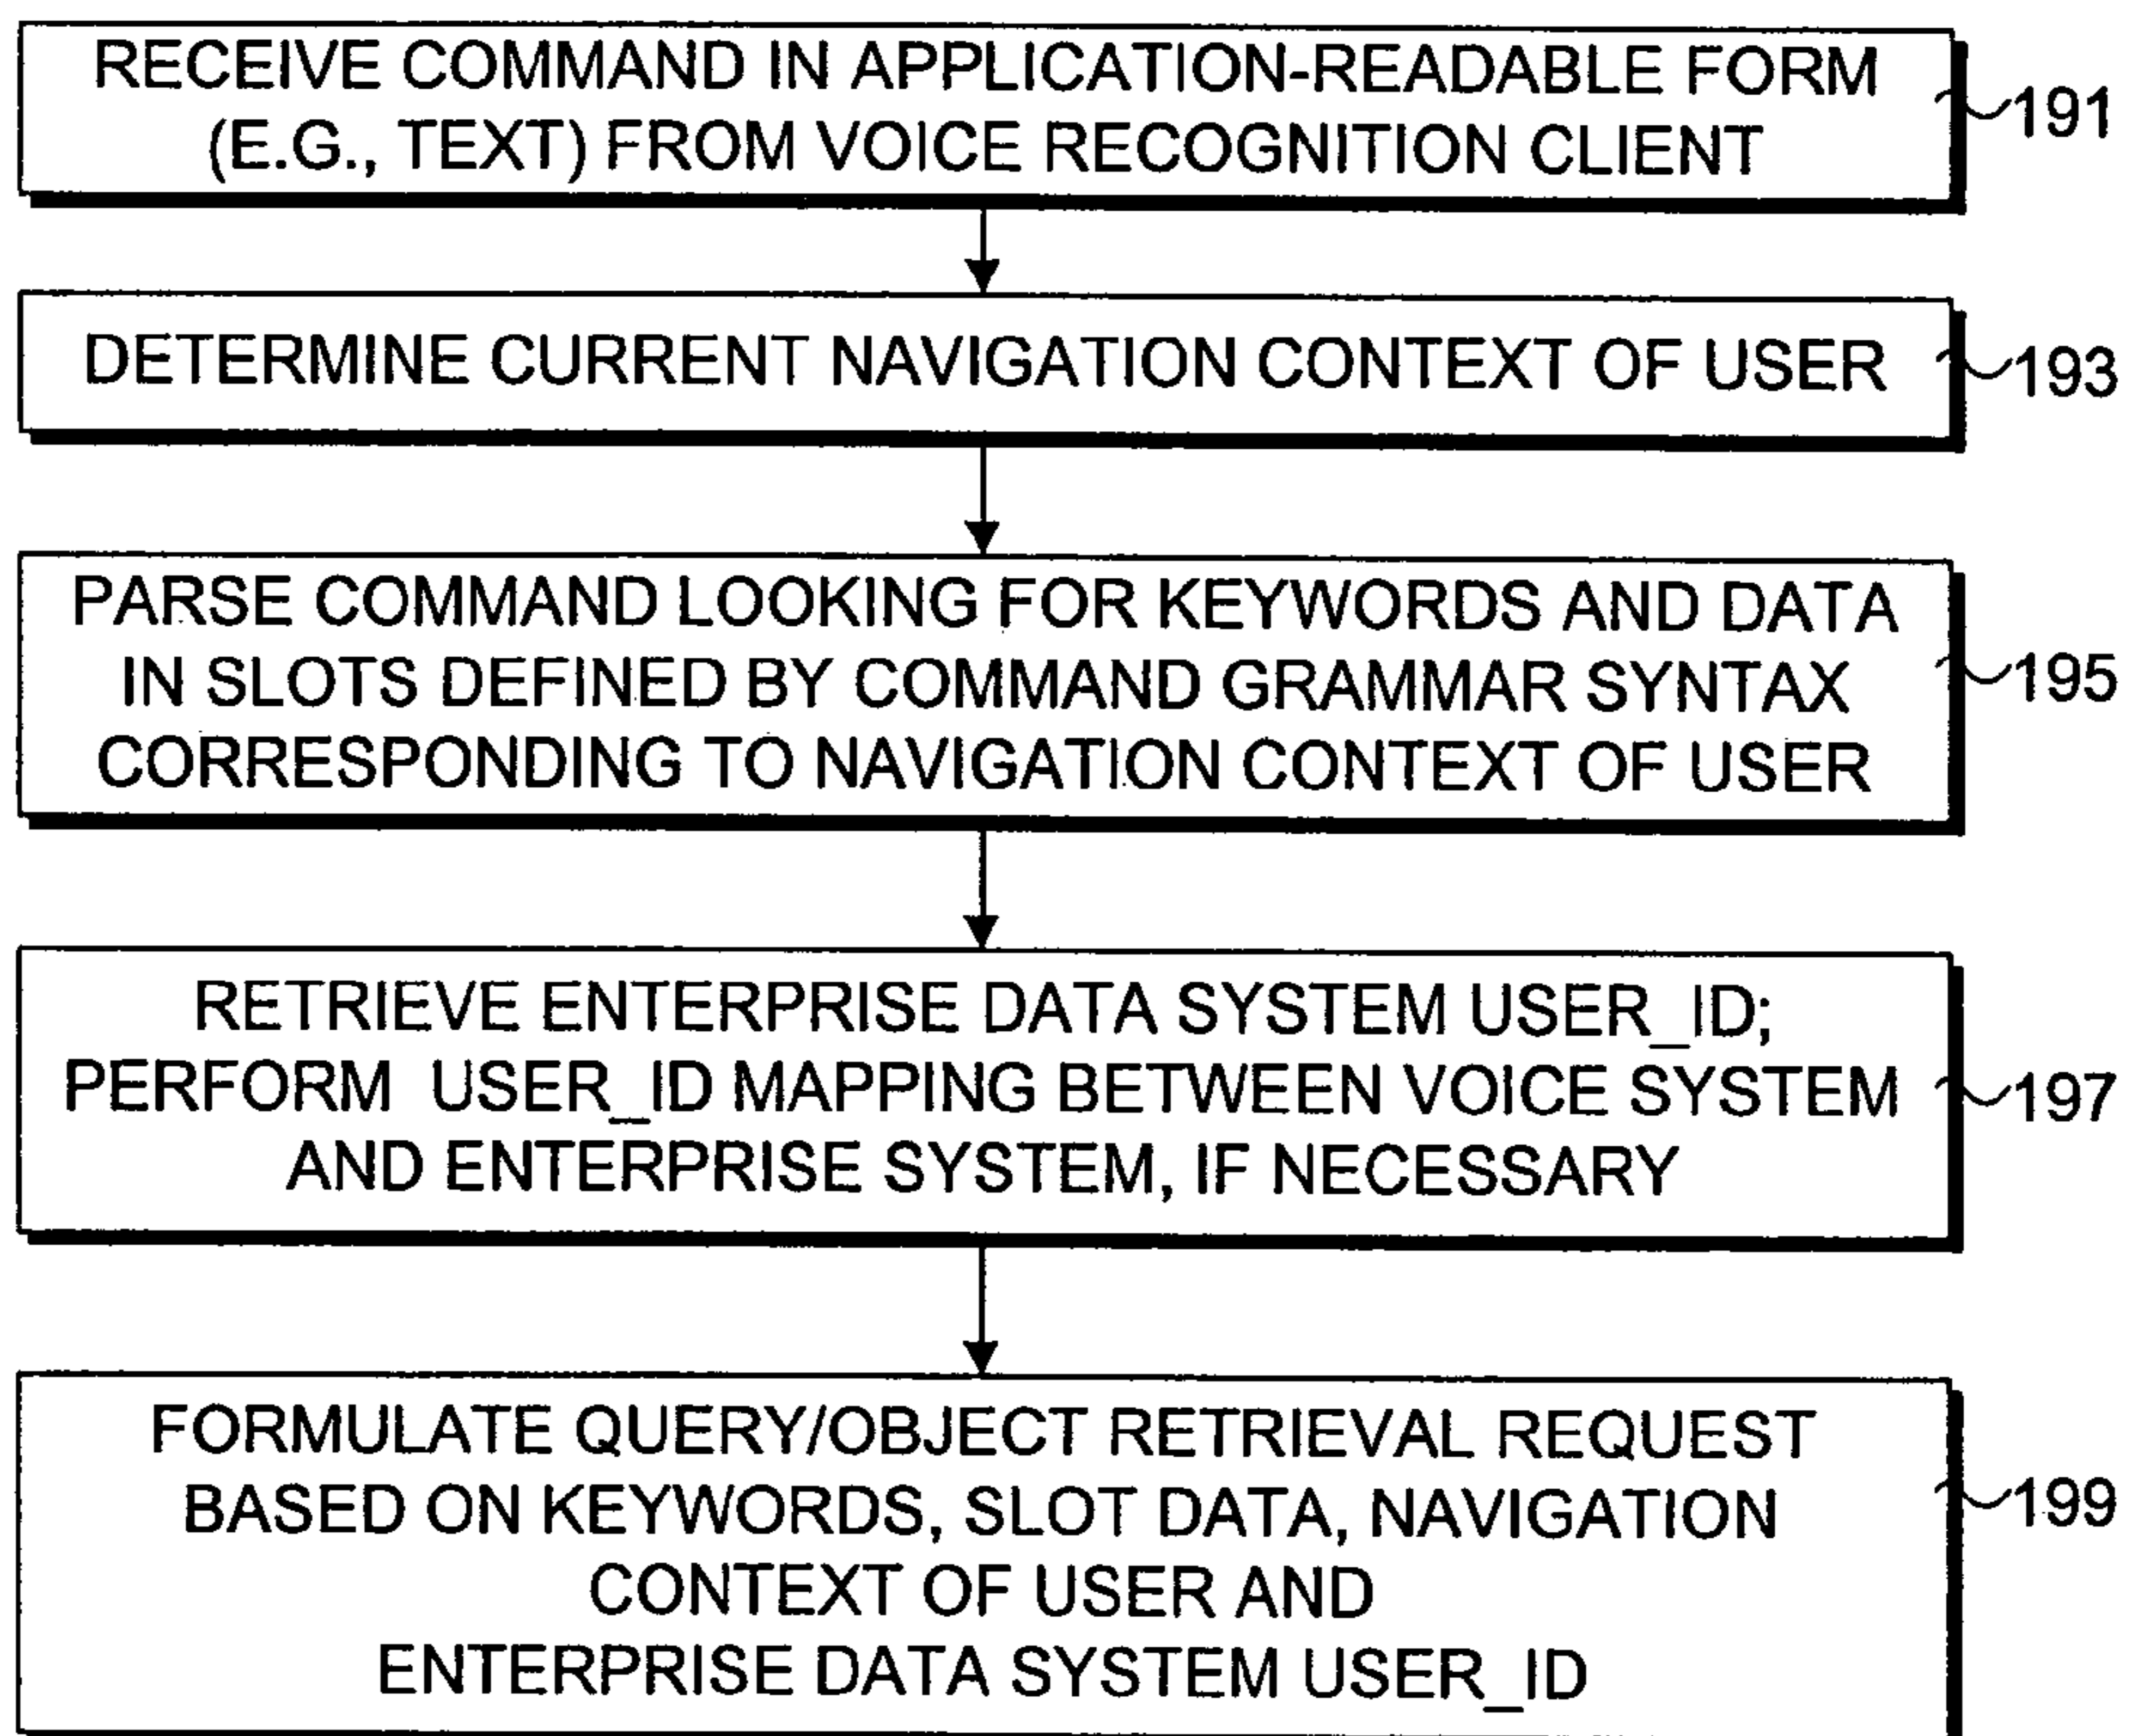 RECEIVE COMMAND IN APPLICATION-READABLE FORM
(E.G., TEXT) FROM VOICE RECOGNITION CLIENT
191
DETERMINE CURRENT NAVIGATION CONTEXT OF USER
193
PARSE COMMAND LOOKING FOR KEYWORDS AND DATA
IN SLOTS DEFINED BY COMMAND GRAMMAR SYNTAX
CORRESPONDING TO NAVIGATION CONTEXT OF USER
195
RETRIEVE ENTERPRISE DATA SYSTEM USER_ID;
PERFORM USER_ID MAPPING BETWEEN VOICE SYSTEM
AND ENTERPRISE SYSTEM, IF NECESSARY
197
FORMULATE QUERY/OBJECT RETRIEVAL REQUEST
BASED ON KEYWORDS, SLOT DATA, NAVIGATION
CONTEXT OF USER AND
ENTERPRISE DATA SYSTEM USER_ID
199